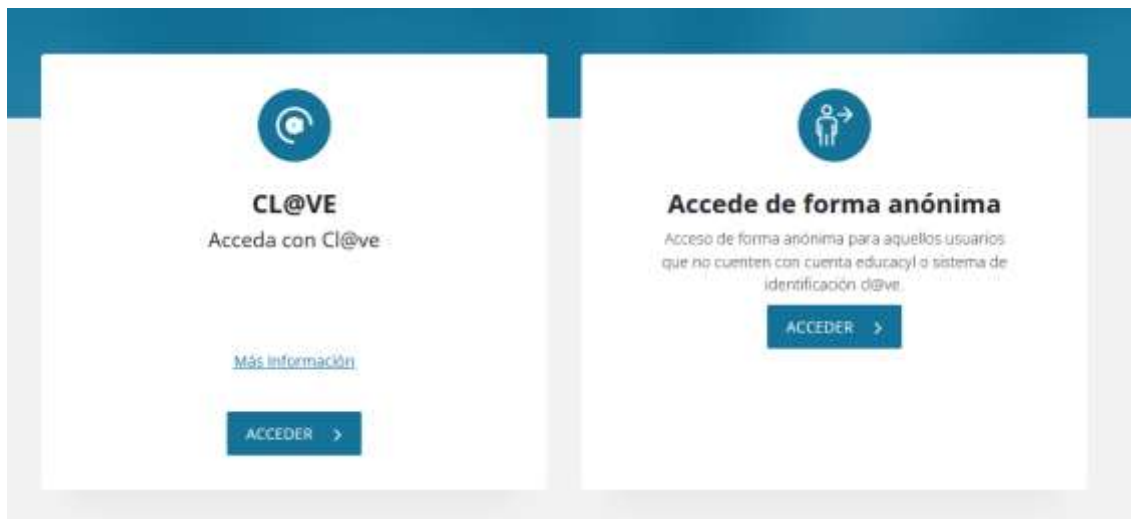 CL@VE
Acceda con Cl@ve
Más Información
ACCEDER
Accede de forma anónima
Acceso de forma anónima para aquellos usuarios
que no cuenten con cuenta educacyl o sistema de
identificación cl@ve.
ACCEDER